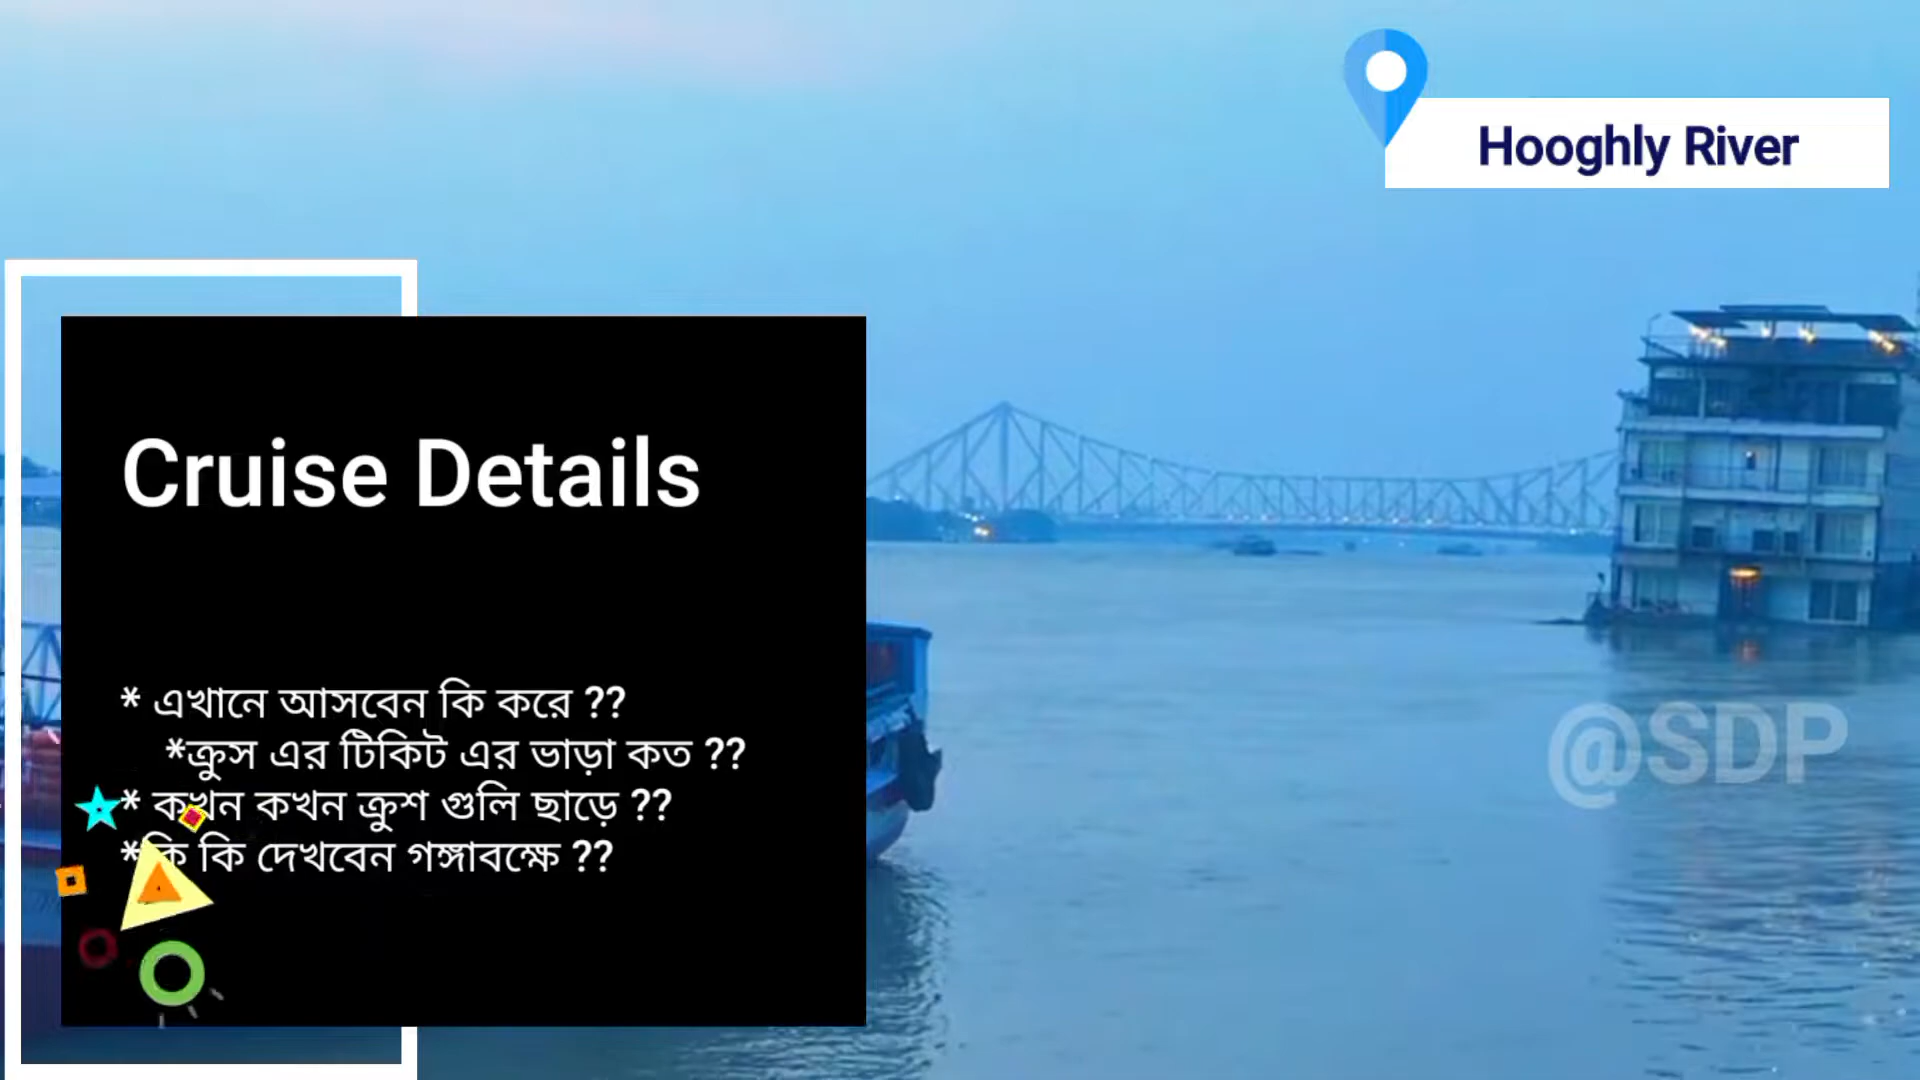 Hooghly River
Cruise Details
* এখানে আসবেন কি করে ??
*ক্রুস এর টিকিট এর ভাড়া কত ??
* কখন কখন ক্রুশ গুলি ছাড়ে ??
*কি কি দেখবেন গঙ্গাবক্ষে ??
@SDP